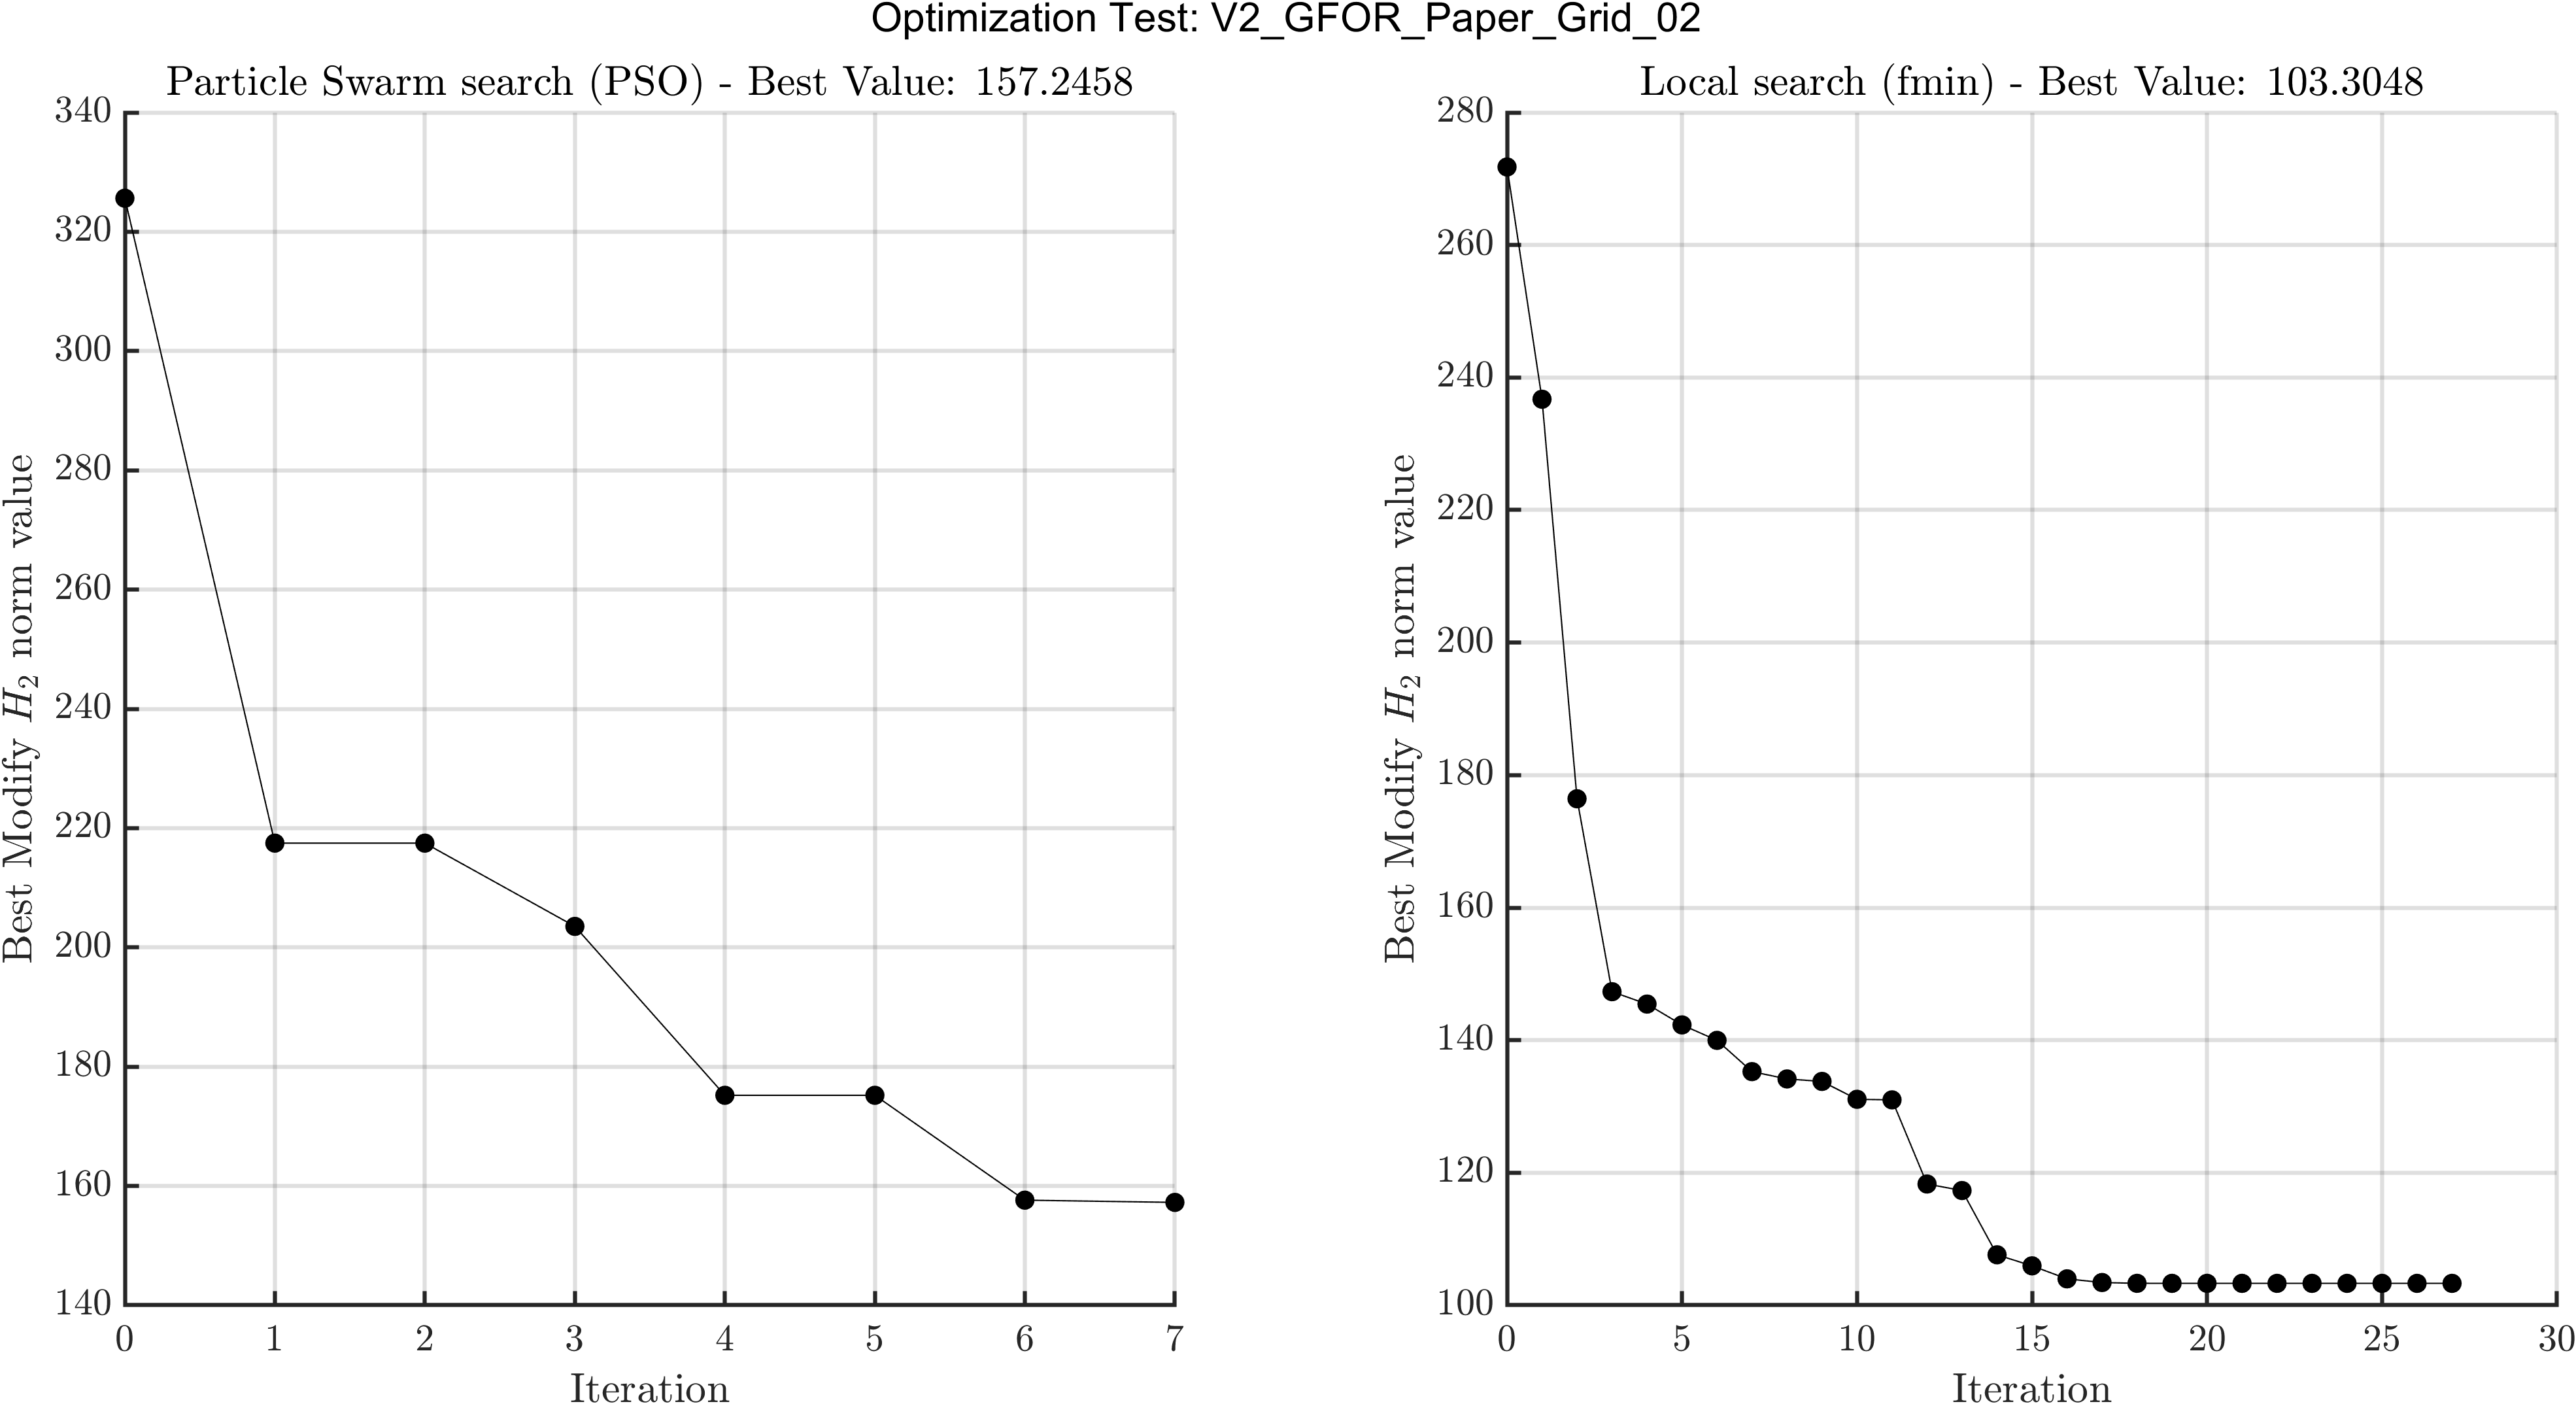 Optimization Test: V2_GFOR_Paper_Grid_02
Particle Swarm search (PSO) - Best Value: 157.2458
340
320
300
280
260
240
220
200
180
160
140
0 1 2 3 4 5 6 7
Iteration
Best Modify H2 norm value
Local search (fmin) - Best Value: 103.3048
280
260
240
220
200
180
160
140
120
100
0 5 10 15 20 25 30
Iteration
Best Modify H2 norm value